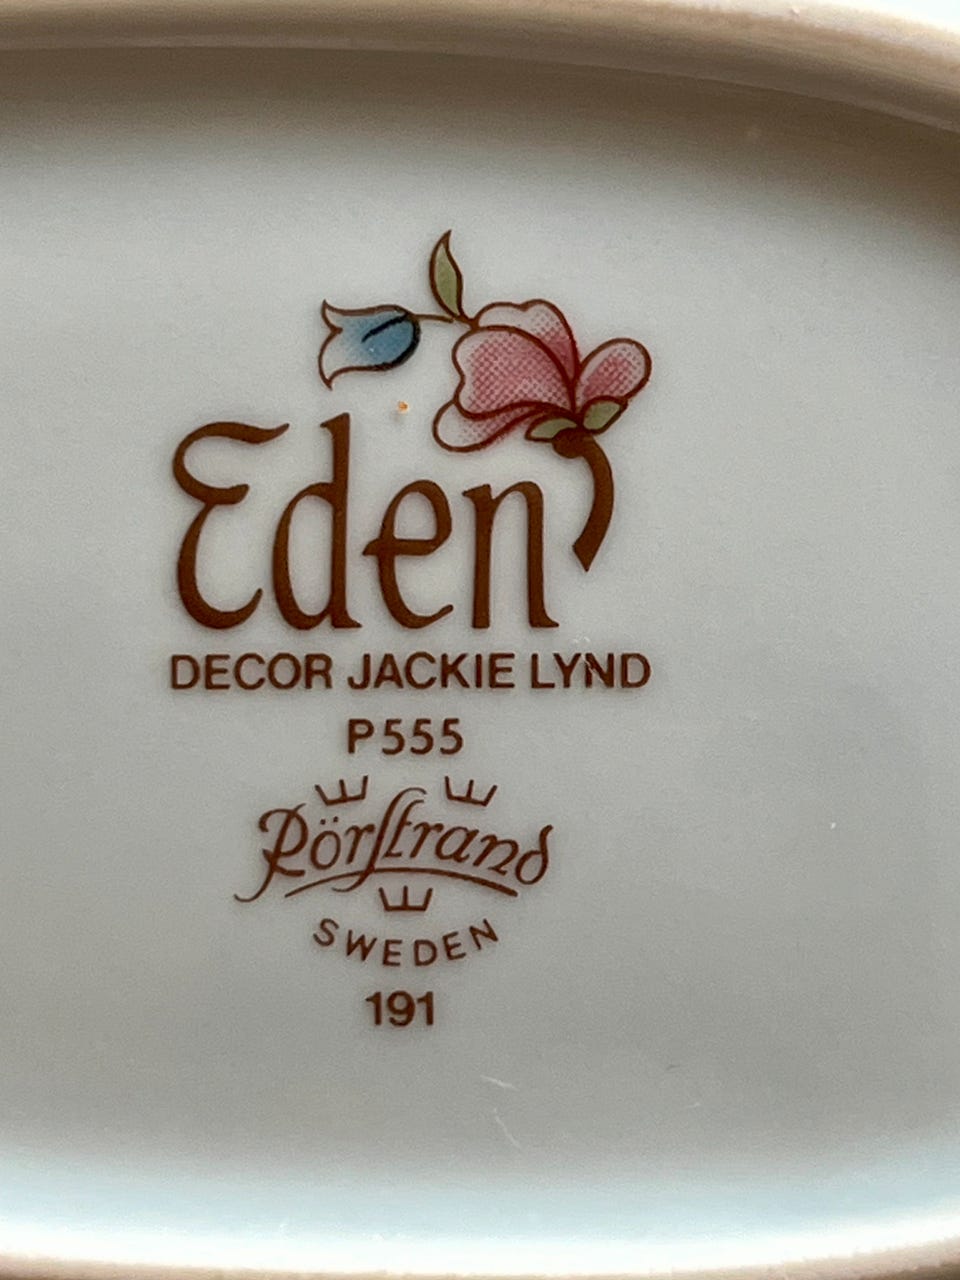 Eden
DECOR JACKIE LYND
P555
Rörstrand
SWEDEN
191